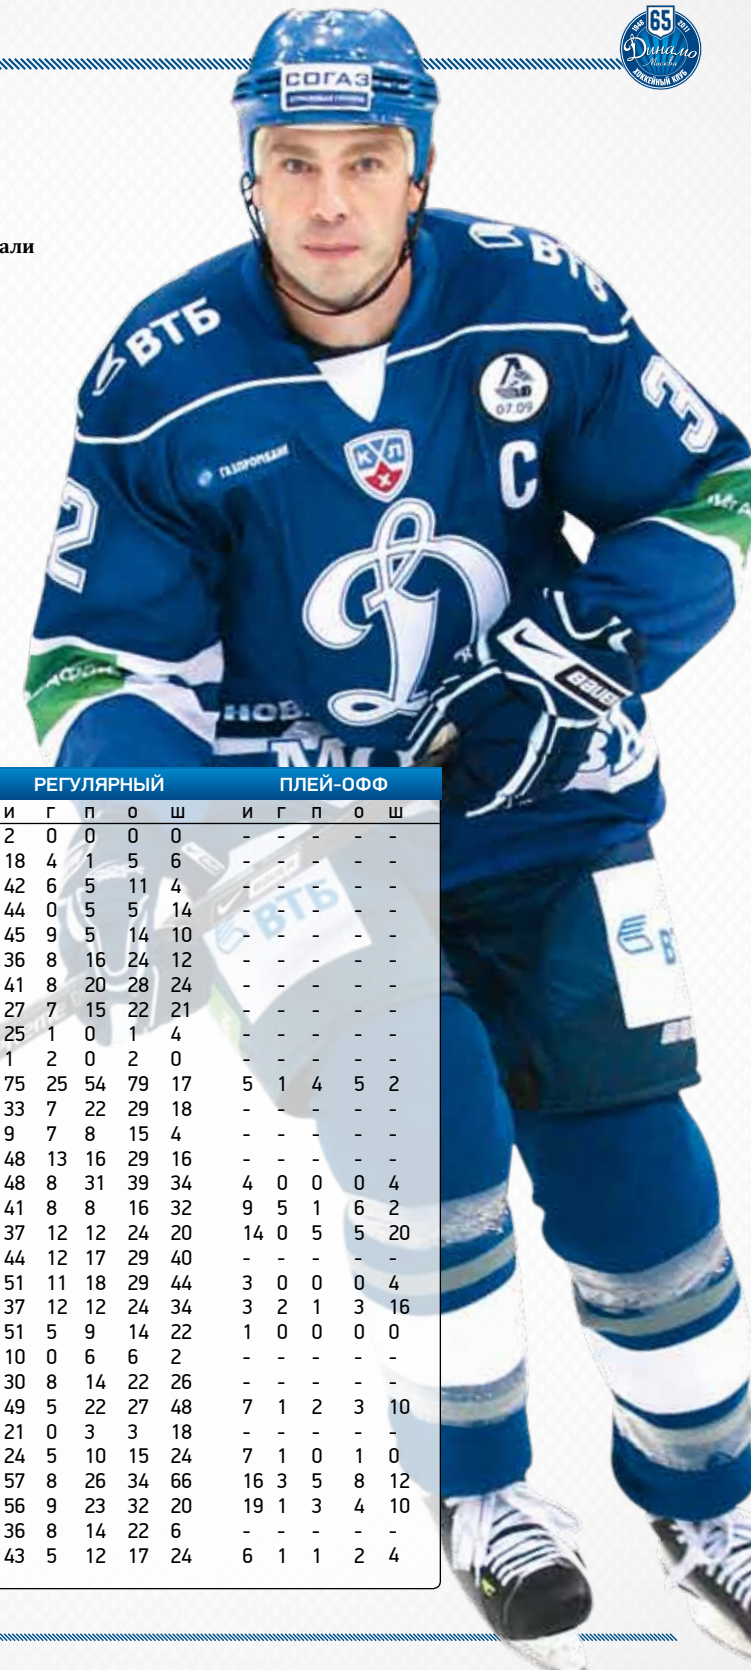 65
1946 2011
Динамо
Москва
ХОККЕЙНЫЙ КЛУБ
СОГАЗ
СТРАХОВАЯ ГРУППА
али
ВТБ
ВТБ
07.09
ГАЗПРОМБАНК
КХЛ
С
3
2
Д
НОВ
BAUER
МО
ВА
ВТБ
РЕГУЛЯРНЫЙ ПЛЕЙ-ОФФ
И Г П О Ш И Г П О Ш
2 0 0 0 0 - - - - -
18 4 1 5 6 - - - - -
42 6 5 11 4 - - - - -
44 0 5 5 14 - - - - -
45 9 5 14 10 - - - - -
36 8 16 24 12 - - - - -
41 8 20 28 24 - - - - -
27 7 15 22 21 - - - - -
25 1 0 1 4 - - - - -
1 2 0 2 0 - - - - -
75 25 54 79 17 5 1 4 5 2
33 7 22 29 18 - - - - -
9 7 8 15 4 - - - - -
48 13 16 29 16 - - - - -
48 8 31 39 34 4 0 0 0 4
41 8 8 16 32 9 5 1 6 2
37 12 12 24 20 14 0 5 5 20
44 12 17 29 40 - - - - -
51 11 18 29 44 3 0 0 0 4
37 12 12 24 34 3 2 1 3 16
51 5 9 14 22 1 0 0 0 0
10 0 6 6 2 - - - - -
30 8 14 22 26 - - - - -
49 5 22 27 48 7 1 2 3 10
21 0 3 3 18 - - - - -
24 5 10 15 24 7 1 0 1 0
57 8 26 34 66 16 3 5 8 12
56 9 23 32 20 19 1 3 4 10
36 8 14 22 6 - - - - -
43 5 12 17 24 6 1 1 2 4